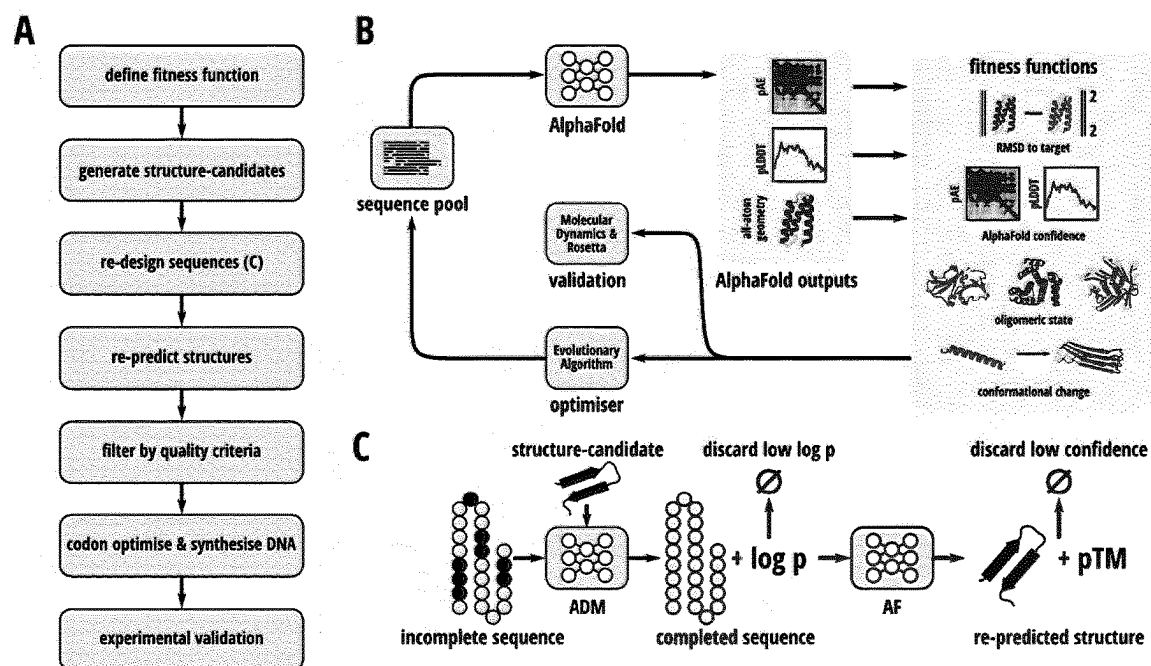 A
define fitness function
generate structure-candidates
re-design sequences (C)
re-predict structures
filter by quality criteria
codon optimise & synthesise DNA
experimental validation
B
sequence pool
AlphaFold
Molecular
Dynamics &
Rosetta
validation
Evolutionary
Algorithm
optimiser
pAE
pLDDT
all-atom
geometry
AlphaFold outputs
fitness functions
2
2
RMSD to target
pAE
pLDDT
AlphaFold confidence
oligomeric state
conformational change
C
structure-candidate
discard low log p
discard low confidence
∅
∅
+ log p
+ pTM
ADM
AF
incomplete sequence
completed sequence
re-predicted structure